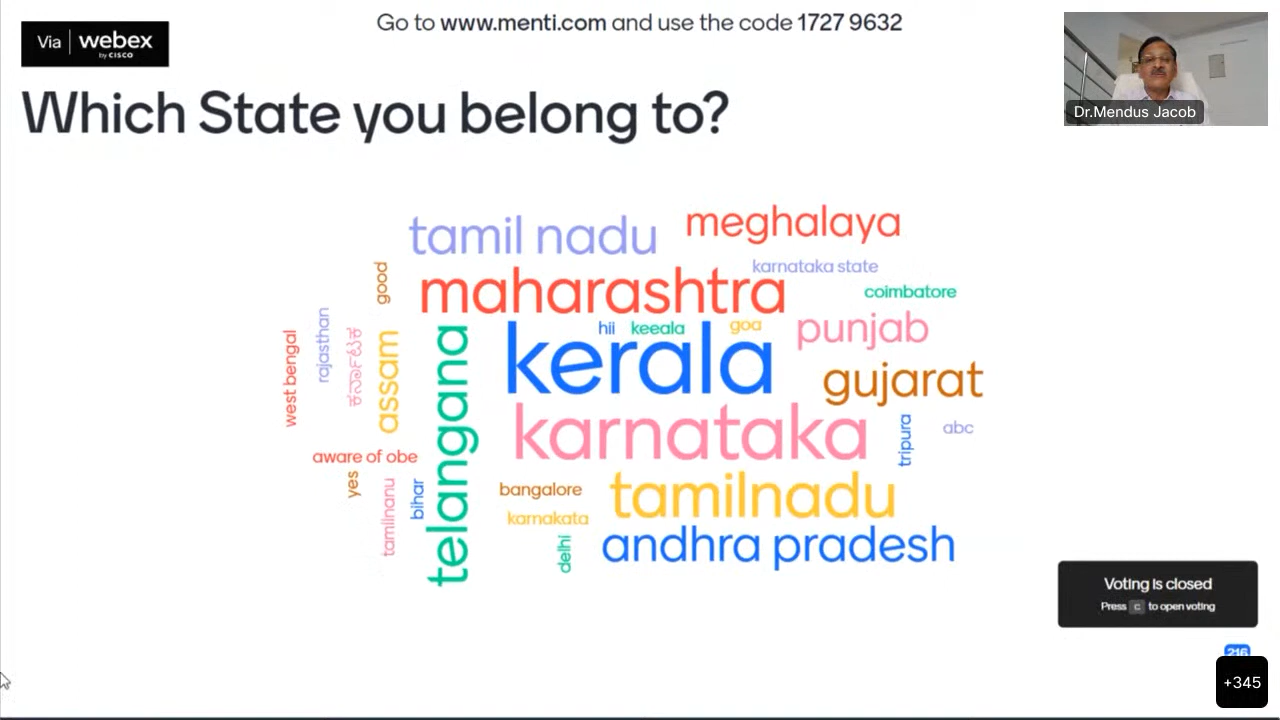 Go to www.menti.com and use the code 1727 9632
Via webex
by CISCO
Dr.Mendus Jacob
Which State you belong to?
tamil nadu
meghalaya
good
maharashtra
karnataka state
coimbatore
west bengal
rajasthan
ಕರ್ನಾಟಕ
assam
telangana
hii
keeala
goa
kerala
punjab
gujarat
karnataka
tripura
abc
aware of obe
yes
tamilnanu
bihar
bangalore
tamilnadu
karnakata
delhi
andhra pradesh
Voting is closed
Press C to open voting
216
+345